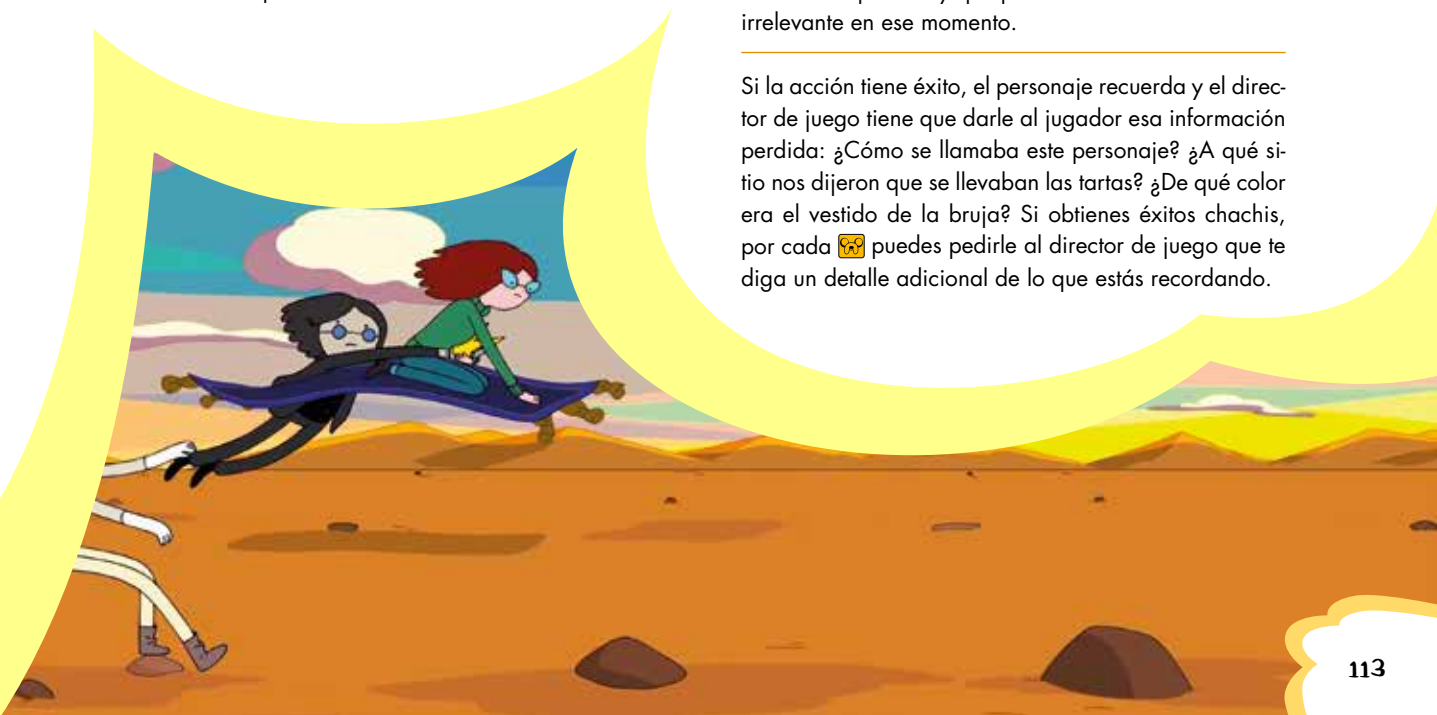 irrelevante en ese momento.
Si la acción tiene éxito, el personaje recuerda y el direc-
tor de juego tiene que darle al jugador esa información
perdida: ¿Cómo se llamaba este personaje? ¿A qué si-
tio nos dijeron que se llevaban las tartas? ¿De qué color
era el vestido de la bruja? Si obtienes éxitos chachis,
por cada puedes pedirle al director de juego que te
diga un detalle adicional de lo que estás recordando.
113